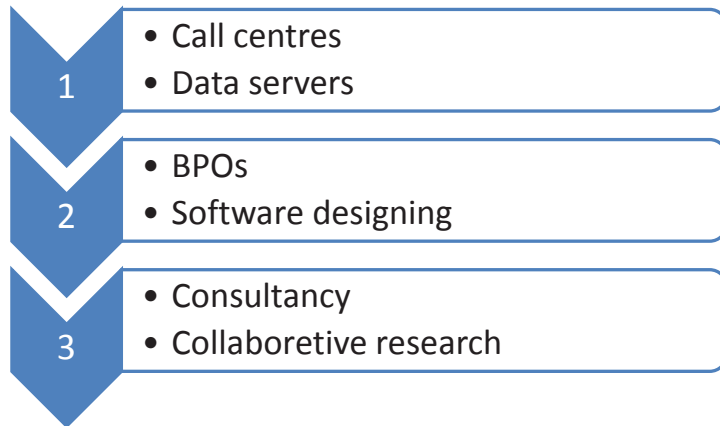 1
• Call centres
• Data servers
2
• BPOs
• Software designing
3
• Consultancy
• Collaboretive research